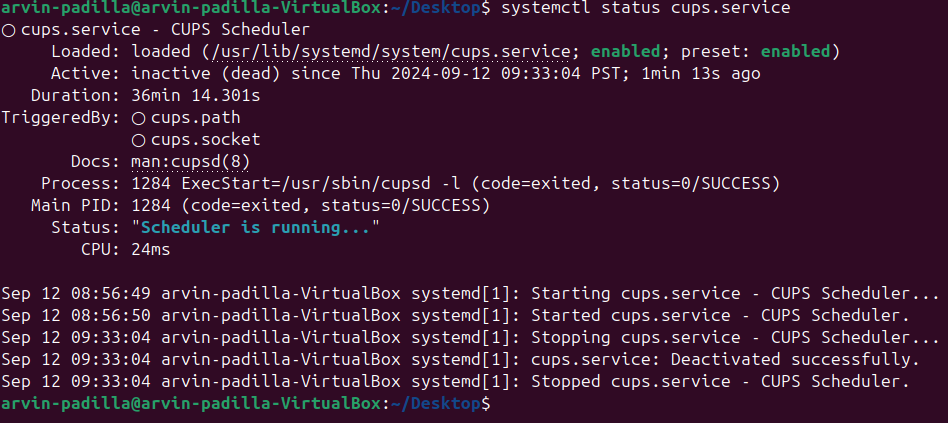 arvin-padilla@arvin-padilla-VirtualBox:~/Desktop$ systemctl status cups.service
○ cups.service - CUPS Scheduler
     Loaded: loaded (/usr/lib/systemd/system/cups.service; enabled; preset: enabled)
     Active: inactive (dead) since Thu 2024-09-12 09:33:04 PST; 1min 13s ago
   Duration: 36min 14.301s
TriggeredBy: ○ cups.path
             ○ cups.socket
       Docs: man:cupsd(8)
    Process: 1284 ExecStart=/usr/sbin/cupsd -l (code=exited, status=0/SUCCESS)
   Main PID: 1284 (code=exited, status=0/SUCCESS)
     Status: "Scheduler is running..."
        CPU: 24ms

Sep 12 08:56:49 arvin-padilla-VirtualBox systemd[1]: Starting cups.service - CUPS Scheduler...
Sep 12 08:56:50 arvin-padilla-VirtualBox systemd[1]: Started cups.service - CUPS Scheduler.
Sep 12 09:33:04 arvin-padilla-VirtualBox systemd[1]: Stopping cups.service - CUPS Scheduler...
Sep 12 09:33:04 arvin-padilla-VirtualBox systemd[1]: cups.service: Deactivated successfully.
Sep 12 09:33:04 arvin-padilla-VirtualBox systemd[1]: Stopped cups.service - CUPS Scheduler.
arvin-padilla@arvin-padilla-VirtualBox:~/Desktop$